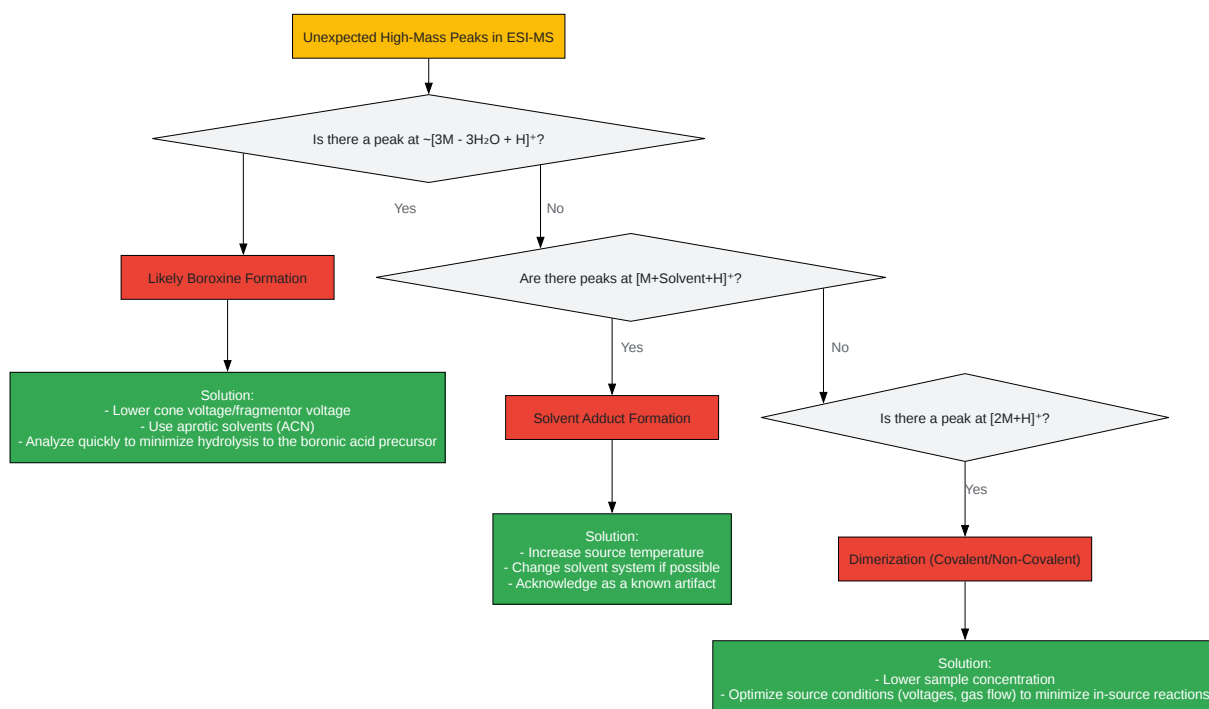 Unexpected High-Mass Peaks in ESI-MS
Is there a peak at ~[3M - 3H₂O + H]⁺?
Yes
No
Likely Boroxine Formation
Are there peaks at [M+Solvent+H]⁺?
Solution:
- Lower cone voltage/fragmentor voltage
- Use aprotic solvents (ACN)
- Analyze quickly to minimize hydrolysis to the boronic acid precursor
Yes
No
Solvent Adduct Formation
Is there a peak at [2M+H]⁺?
Solution:
- Increase source temperature
- Change solvent system if possible
- Acknowledge as a known artifact
Yes
Dimerization (Covalent/Non-Covalent)
Solution:
- Lower sample concentration
- Optimize source conditions (voltages, gas flow) to minimize in-source reactions